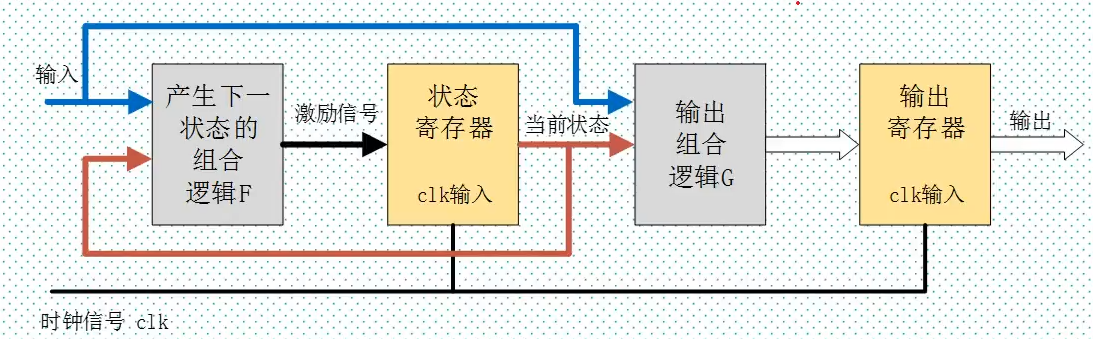 输入
产生下一
状态的
组合
逻辑F
激励信号
状态
寄存器
clk输入
当前状态
输出
组合
逻辑G
输出
寄存器
clk输入
输出
时钟信号 clk